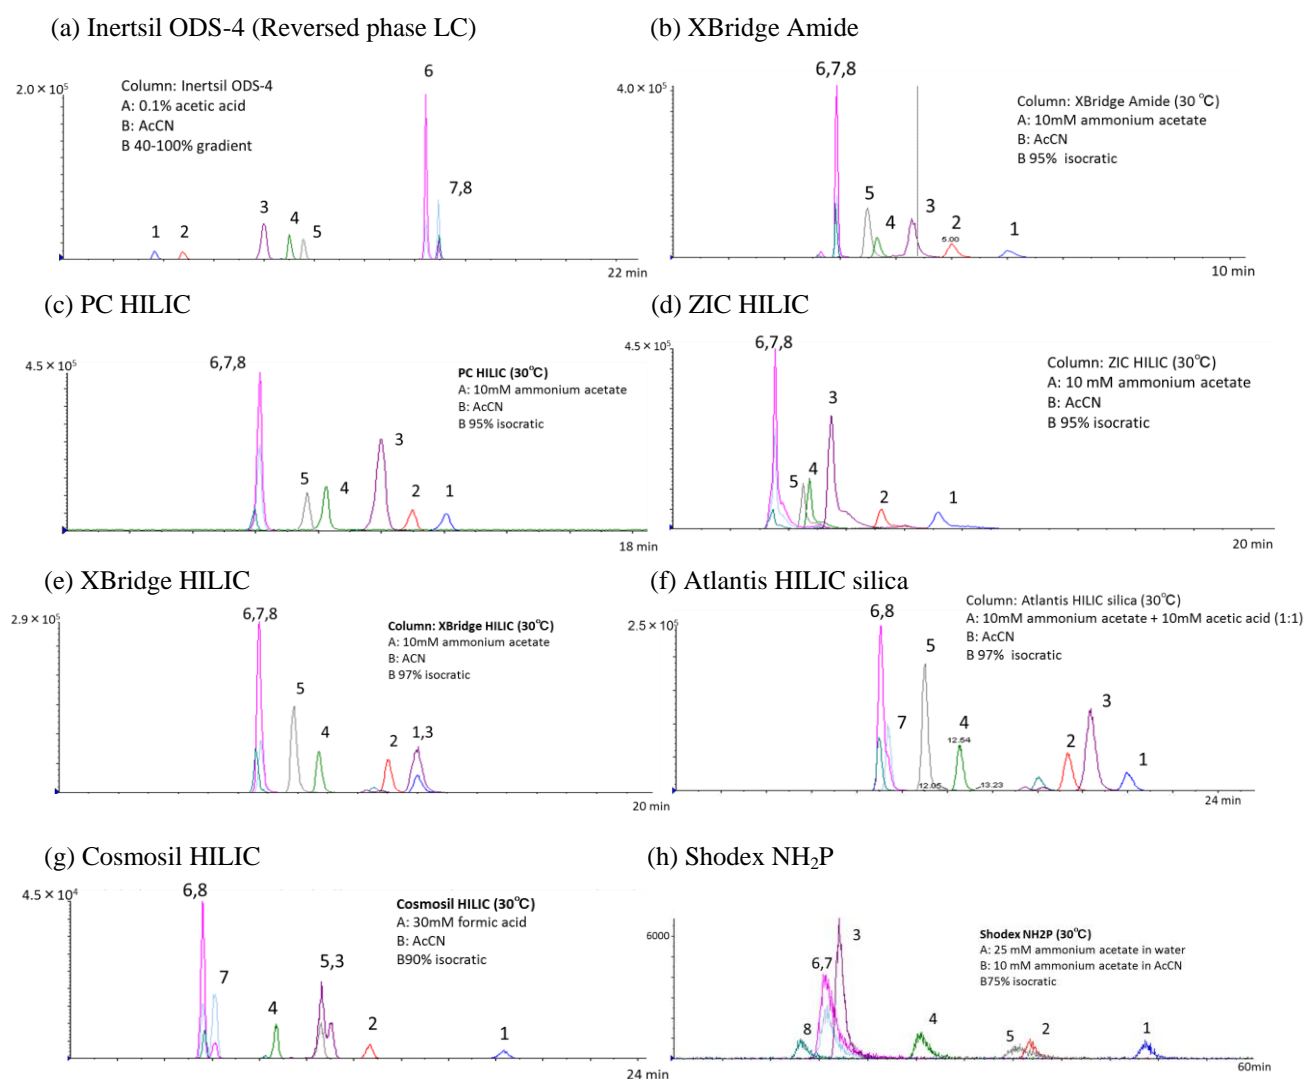 (a) Inertsil ODS-4 (Reversed phase LC)
2.0 × 10⁵
Column: Inertsil ODS-4
A: 0.1% acetic acid
B: AcCN
B 40-100% gradient
1
2
3
4
5
6
7,8
22 min
(b) XBridge Amide
4.0 × 10⁵
6,7,8
Column: XBridge Amide (30 ℃)
A: 10mM ammonium acetate
B: AcCN
B 95% isocratic
5
4
3
2
5.00
1
10 min
(c) PC HILIC
4.5 × 10⁵
6,7,8
PC HILIC (30℃)
A: 10mM ammonium acetate
B: AcCN
B 95% isocratic
5
4
3
2
1
18 min
(d) ZIC HILIC
4.5 × 10⁵
6,7,8
Column: ZIC HILIC (30℃)
A: 10 mM ammonium acetate
B: AcCN
B 95% isocratic
5
4
3
2
1
20 min
(e) XBridge HILIC
2.9 × 10⁵
6,7,8
Column: XBridge HILIC (30℃)
A: 10mM ammonium acetate
B: ACN
B 97% isocratic
5
4
2
1,3
20 min
(f) Atlantis HILIC silica
2.5 × 10⁵
6,8
Column: Atlantis HILIC silica (30℃)
A: 10mM ammonium acetate + 10mM acetic acid (1:1)
B: AcCN
B 97% isocratic
7
5
12.05
4
12.54
13.23
2
3
1
24 min
(g) Cosmosil HILIC
4.5 × 10⁴
6,8
Cosmosil HILIC (30℃)
A: 30mM formic acid
B: AcCN
B90% isocratic
7
4
5,3
2
1
24 min
(h) Shodex NH₂P
6000
Shodex NH2P (30℃)
A: 25 mM ammonium acetate in water
B: 10 mM ammonium acetate in AcCN
B75% isocratic
8
6,7
3
4
5
2
1
60min